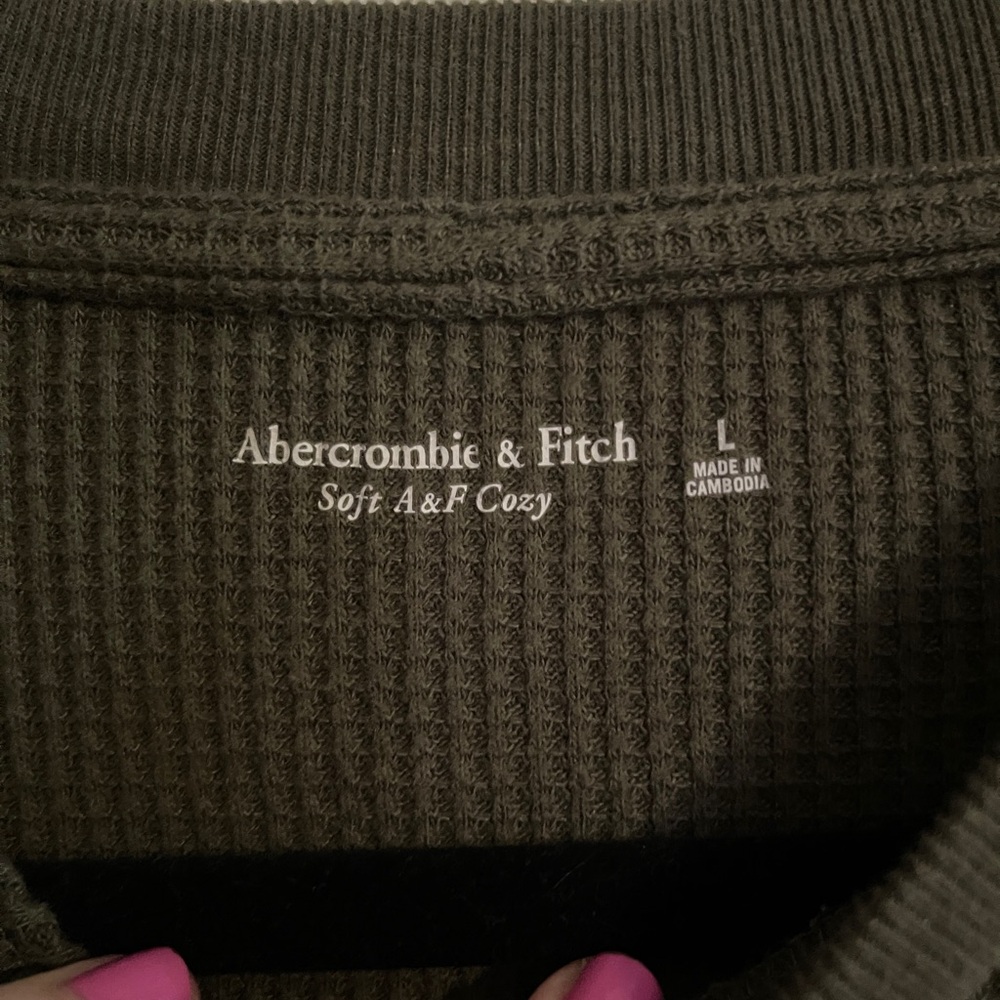 Abercrombie & Fitch
Soft A&F Cozy
L
MADE IN
CAMBODIA